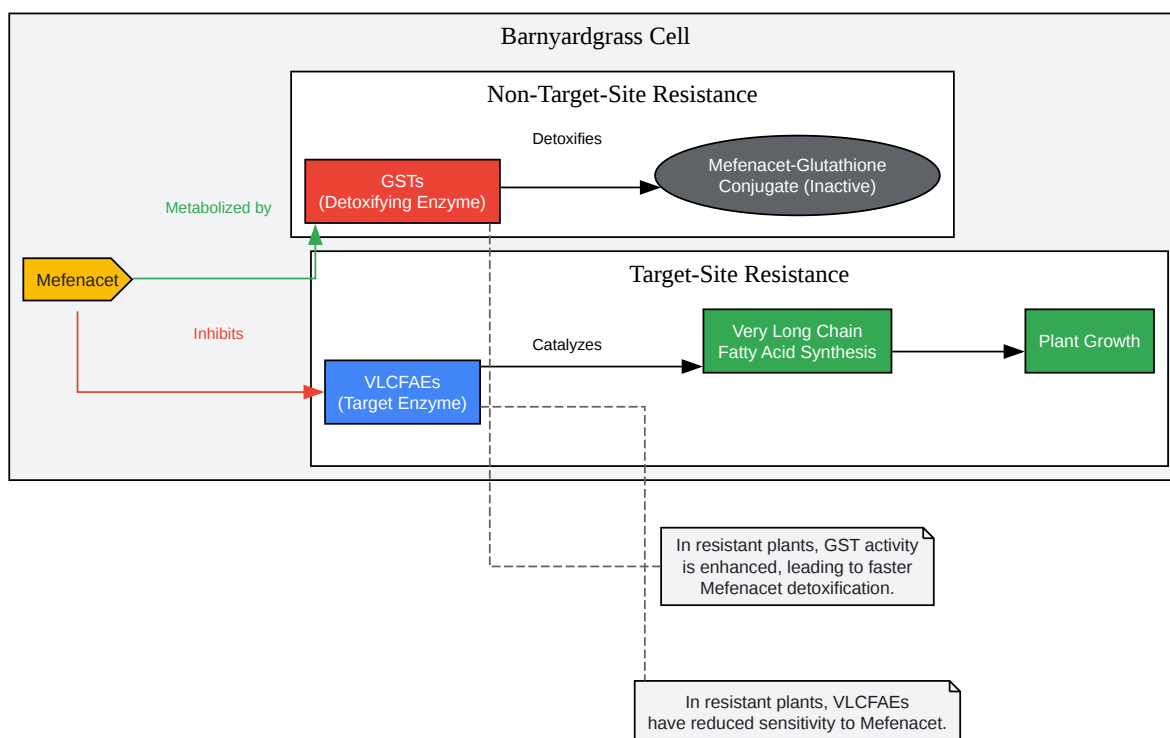 Barnyardgrass Cell
Non-Target-Site Resistance
Detoxifies
Mefenacet-Glutathione
Conjugate (Inactive)
GSTs
(Detoxifying Enzyme)
Metabolized by
Mefenacet
Target-Site Resistance
Inhibits
Catalyzes
Very Long Chain
Fatty Acid Synthesis
Plant Growth
VLCFAEs
(Target Enzyme)
In resistant plants, GST activity
is enhanced, leading to faster
Mefenacet detoxification.
In resistant plants, VLCFAEs
have reduced sensitivity to Mefenacet.